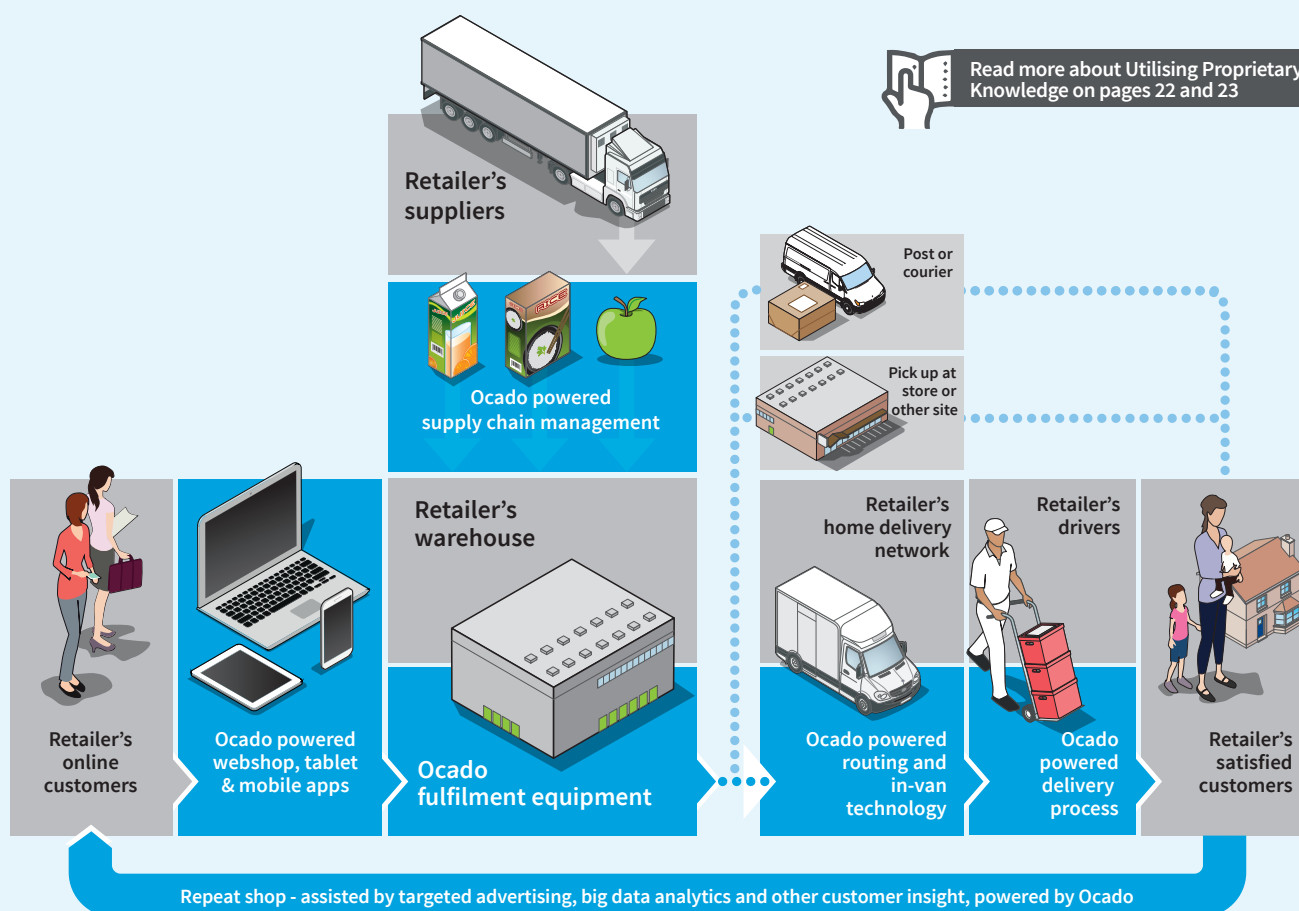 Read more about Utilising Proprietary
Knowledge on pages 22 and 23
Retailer's
suppliers
Post or
courier
RICE
Pick up at
store or
other site
Ocado powered
supply chain management
Retailer's
warehouse
Retailer's
home delivery
network
Retailer's
drivers
Retailer's
online
customers
Ocado powered
webshop, tablet
& mobile apps
Ocado
fulfilment equipment
Ocado powered
routing and
in-van
technology
Ocado
powered
delivery
process
Retailer's
satisfied
customers
Repeat shop - assisted by targeted advertising, big data analytics and other customer insight, powered by Ocado